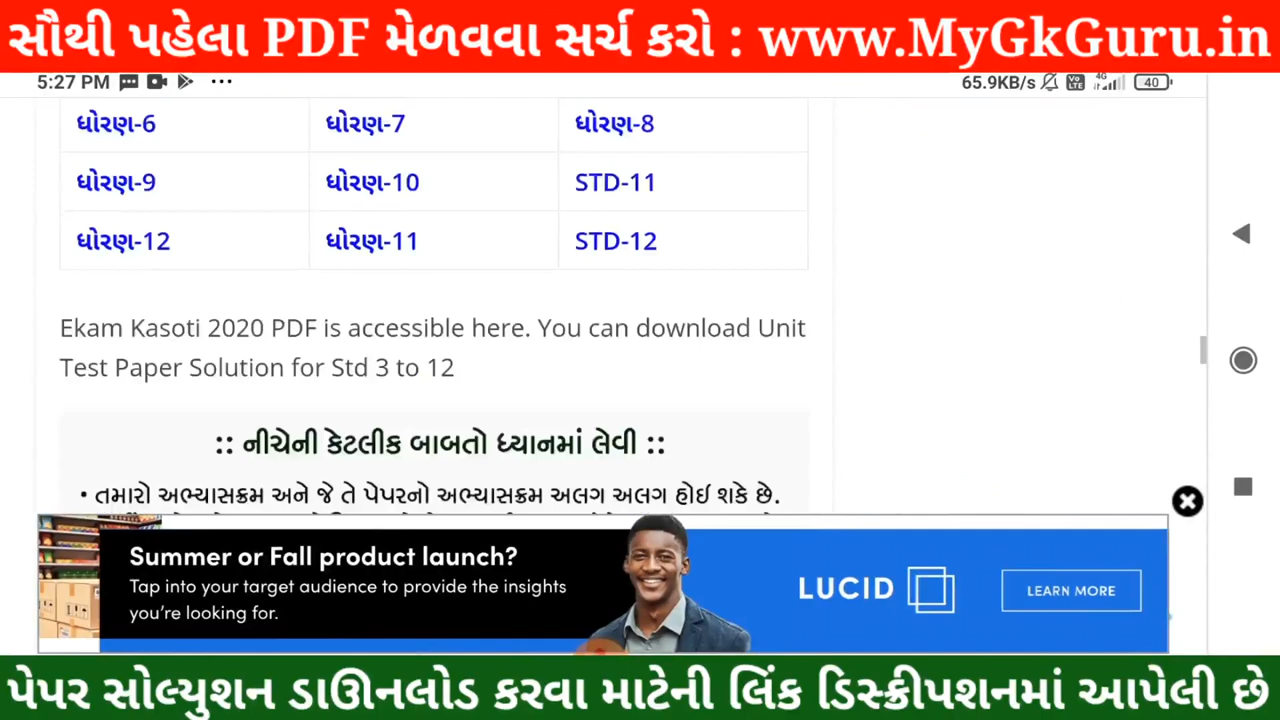 સૌથી પહેલા PDF મેળવવા સર્ચ કરો : www.MyGkGuru.in
5:27 PM ... 65.9KB/s Vo LTE 4G 40
ધોરણ-6 ધોરણ-7 ધોરણ-8
ધોરણ-9 ધોરણ-10 STD-11
ધોરણ-12 ધોરણ-11 STD-12
Ekam Kasoti 2020 PDF is accessible here. You can download Unit
Test Paper Solution for Std 3 to 12
:: નીચેની કેટલીક બાબતો ધ્યાનમાં લેવી ::
• તમારો અભ્યાસક્રમ અને જે તે પેપરનો અભ્યાસક્રમ અલગ અલગ હોઈ શકે છે.
Summer or Fall product launch?
Tap into your target audience to provide the insights
you're looking for.
LUCID
LEARN MORE
પેપર સોલ્યુશન ડાઊનલોડ કરવા માટેની લિંક ડિસ્ક્રીપશનમાં આપેલી છે